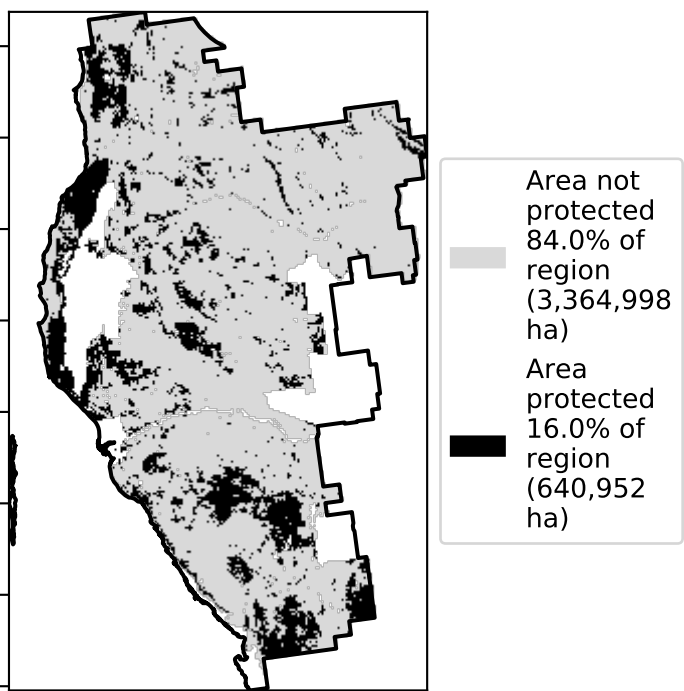 Area not
protected
84.0% of
region
(3,364,998
ha)
Area
protected
16.0% of
region
(640,952
ha)